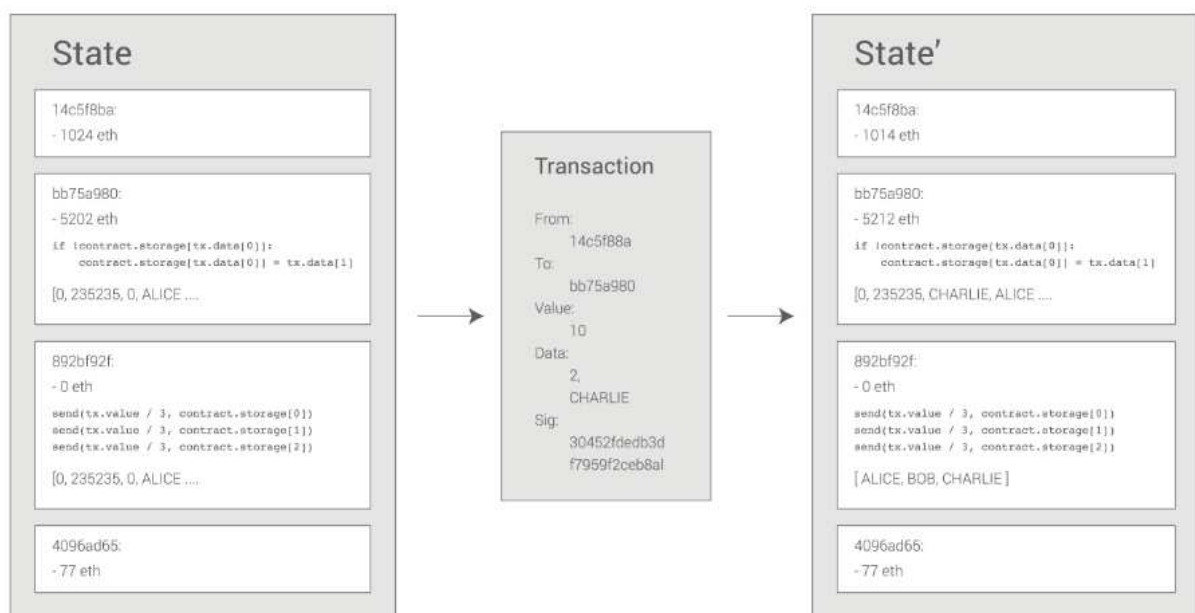 State
14c5f8ba:
- 1024 eth
bb75a980:
- 5202 eth
if !contract.storage[tx.data[0]]:
contract.storage[tx.data[0]] = tx.data[1]
[0, 235235, 0, ALICE ....
892bf92f:
- 0 eth
send(tx.value / 3, contract.storage[0])
send(tx.value / 3, contract.storage[1])
send(tx.value / 3, contract.storage[2])
[0, 235235, 0, ALICE ....
4096ad65:
- 77 eth
Transaction
From:
14c5f88a
To:
bb75a980
Value:
10
Data:
2,
CHARLIE
Sig:
30452fdedb3d
f7959f2ceb8a1
State’
14c5f8ba:
- 1014 eth
bb75a980:
- 5212 eth
if !contract.storage[tx.data[0]]:
contract.storage[tx.data[0]] = tx.data[1]
[0, 235235, CHARLIE, ALICE ....
892bf92f:
- 0 eth
send(tx.value / 3, contract.storage[0])
send(tx.value / 3, contract.storage[1])
send(tx.value / 3, contract.storage[2])
[ ALICE, BOB, CHARLIE ]
4096ad65:
- 77 eth